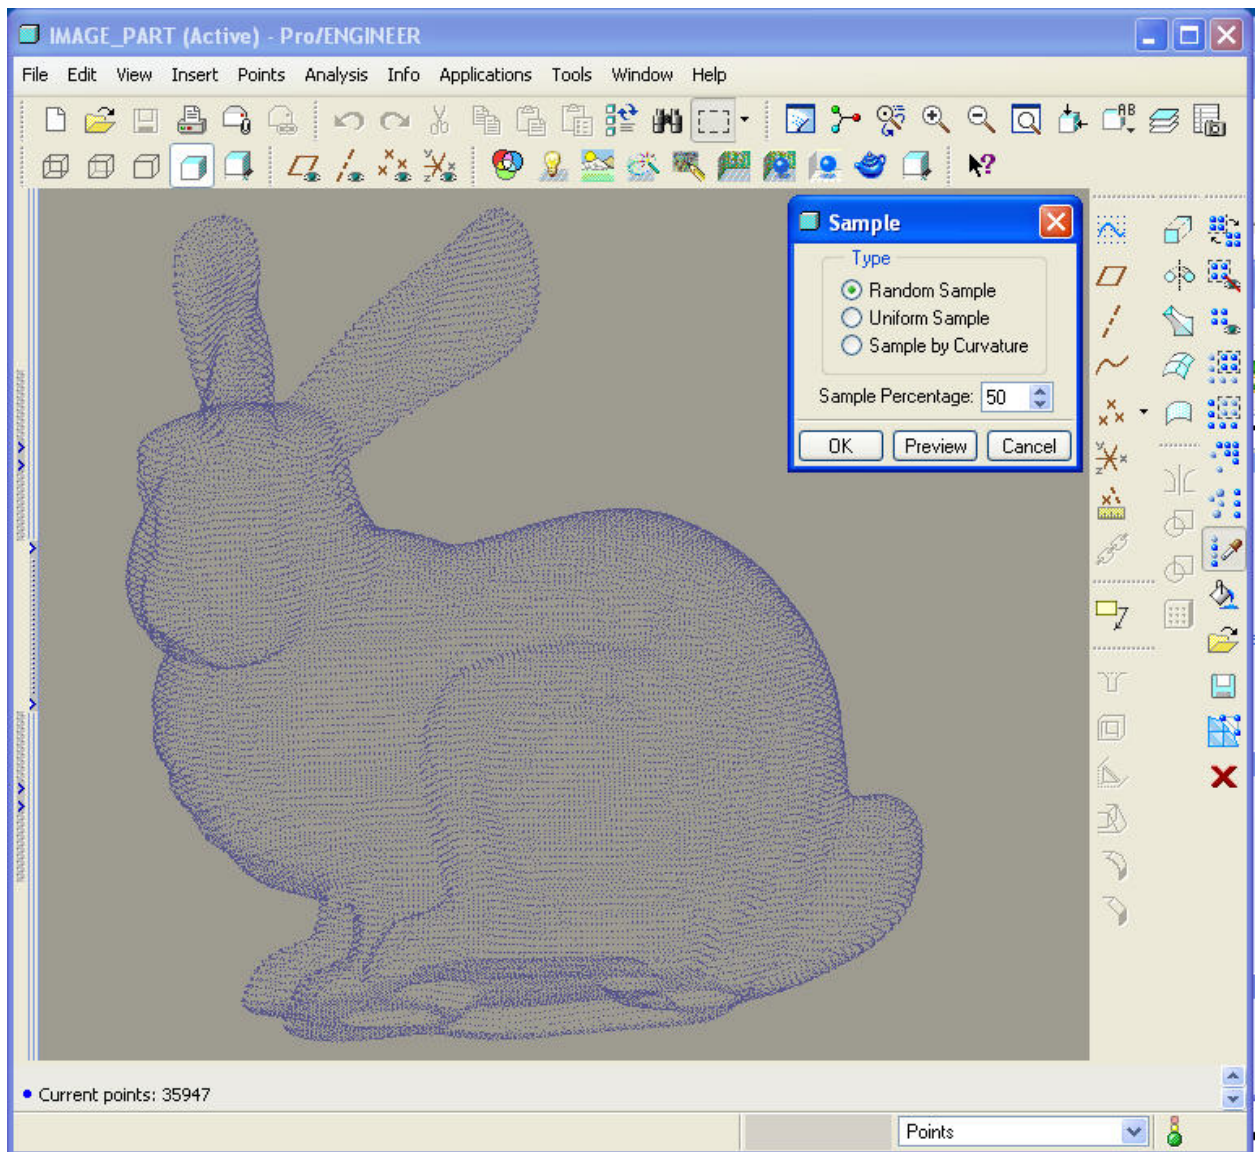 IMAGE_PART (Active) - Pro/ENGINEER
File Edit View Insert Points Analysis Info Applications Tools Window Help
Sample
Type
Random Sample
Uniform Sample
Sample by Curvature
Sample Percentage: 50
OK Preview Cancel
Current points: 35947
Points